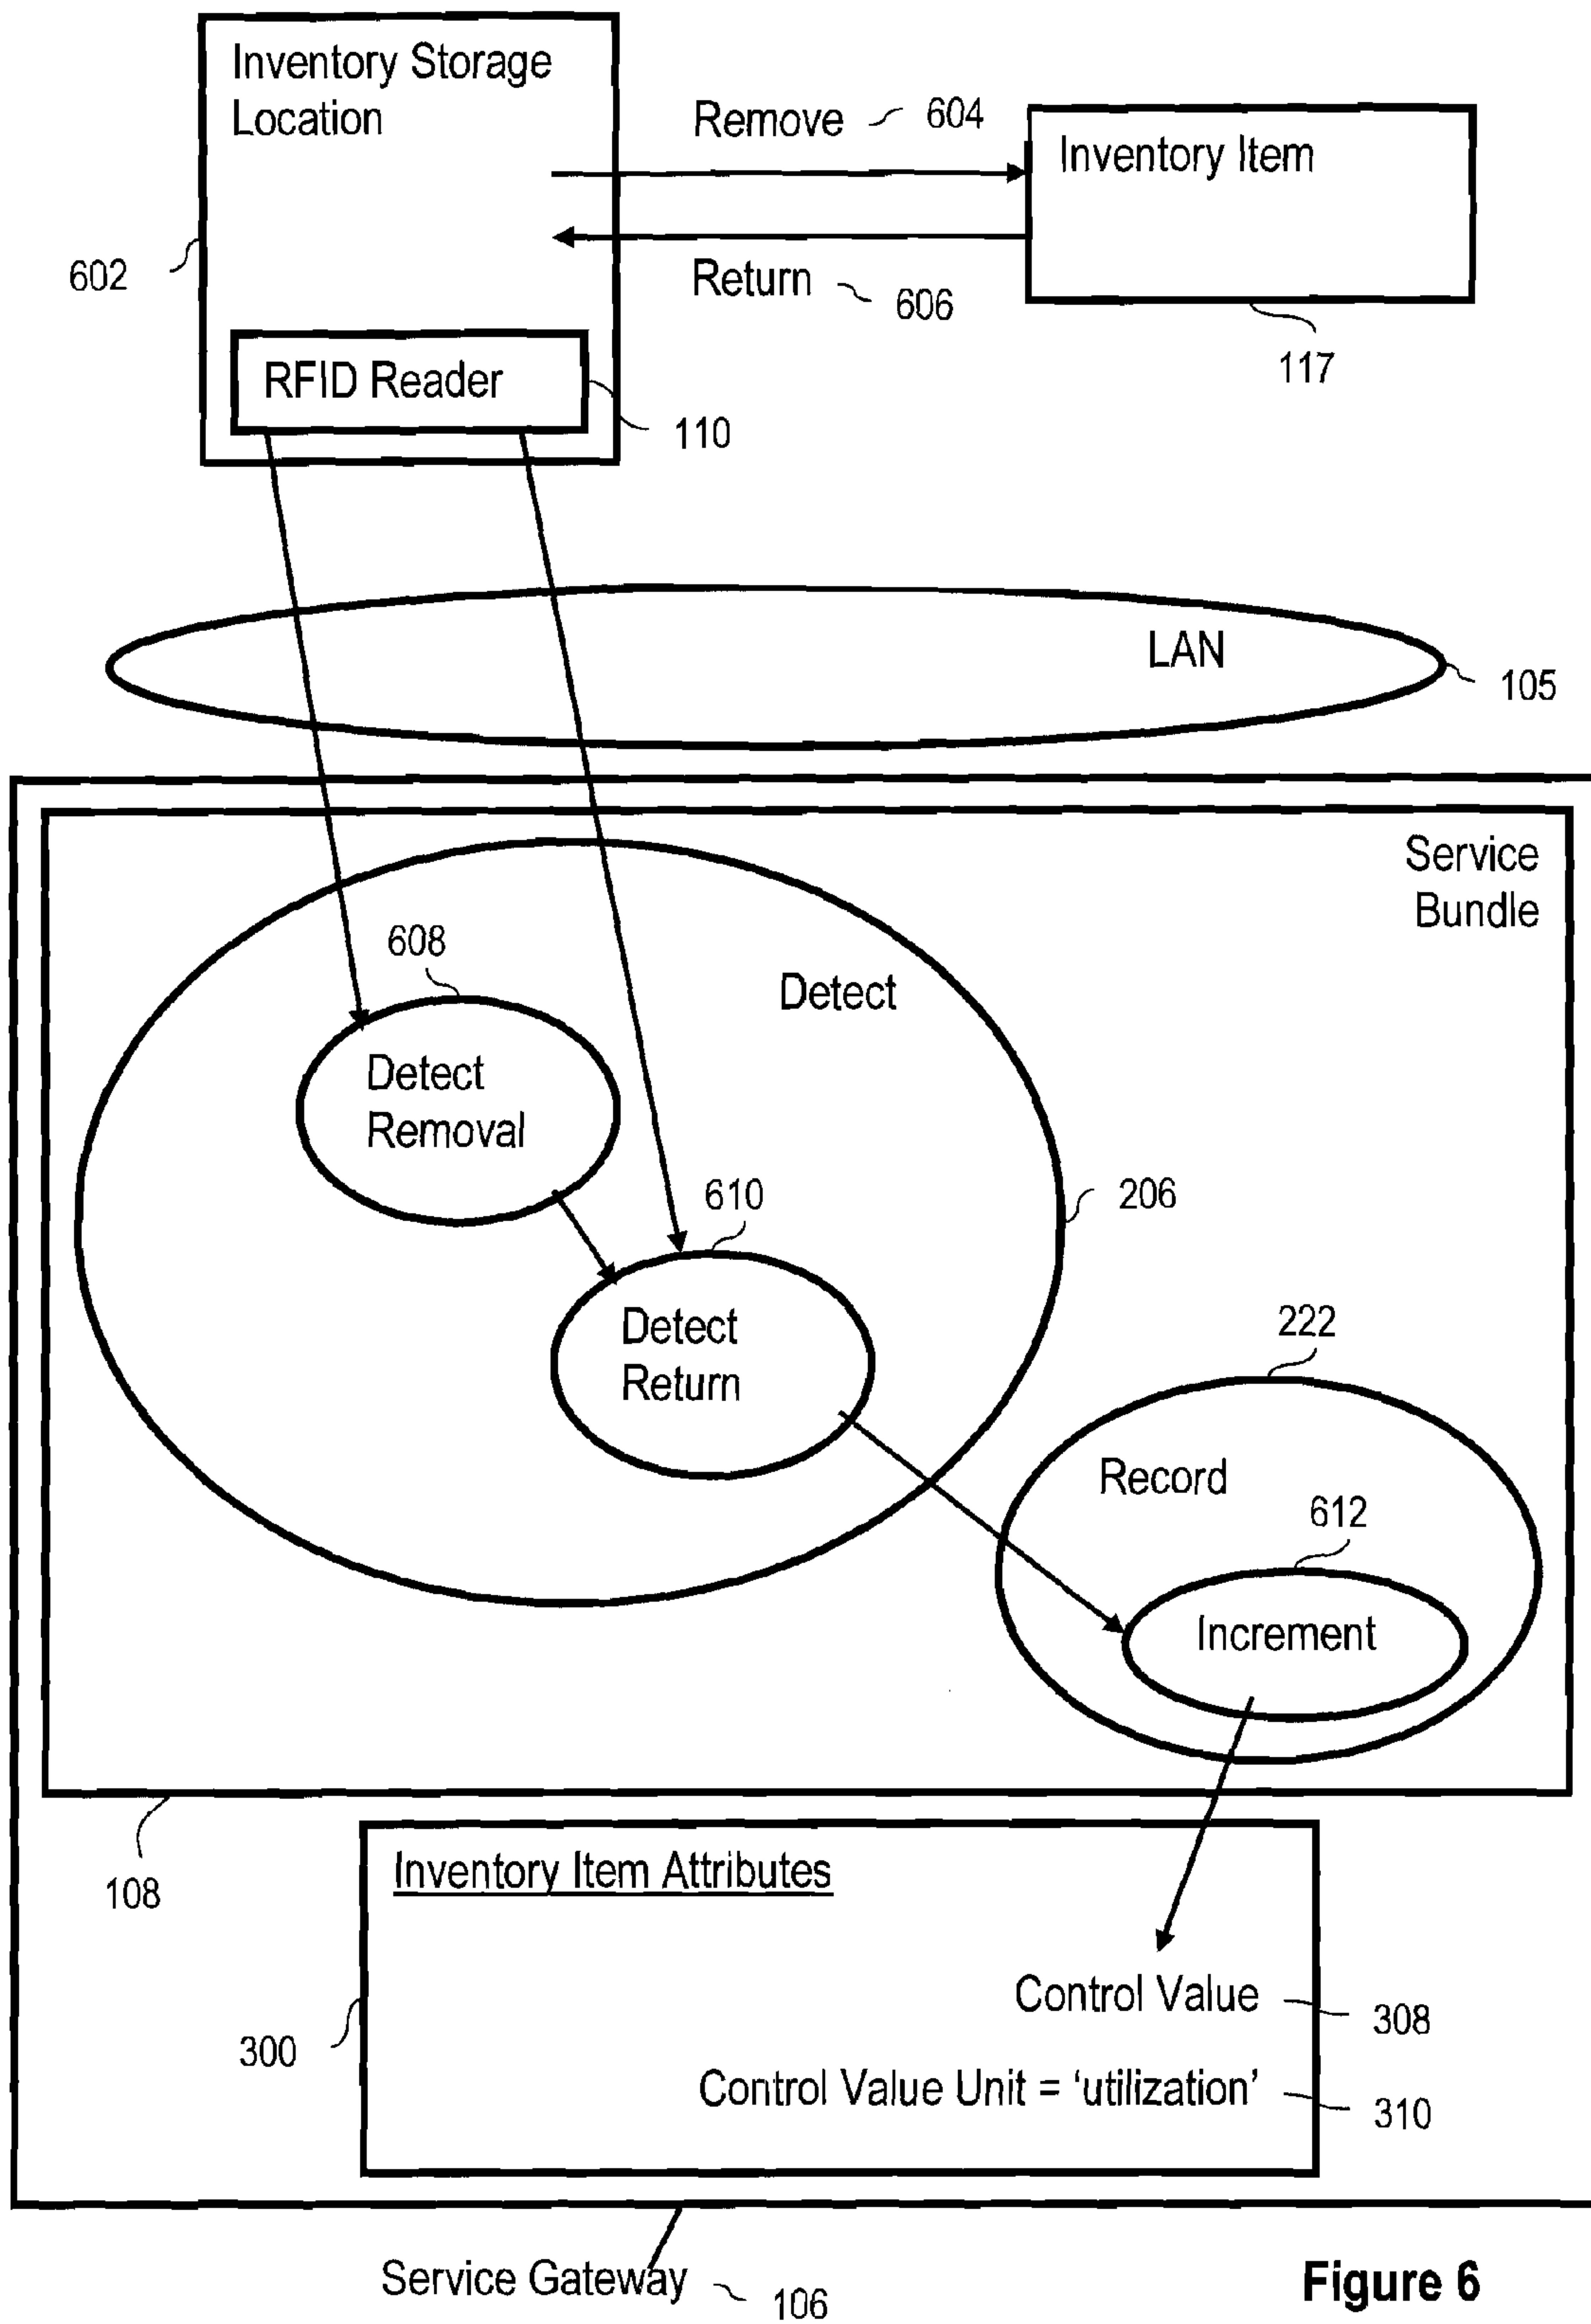 Inventory Storage
Location
Remove 604
Inventory Item
602
Return 606
117
RFID Reader
110
LAN
105
Service
Bundle
608
Detect
Detect
Removal
610
206
Detect
Return
222
Record
612
Increment
108
Inventory Item Attributes
Control Value 308
300
Control Value Unit = ‘utilization’ 310
Service Gateway 106
Figure 6